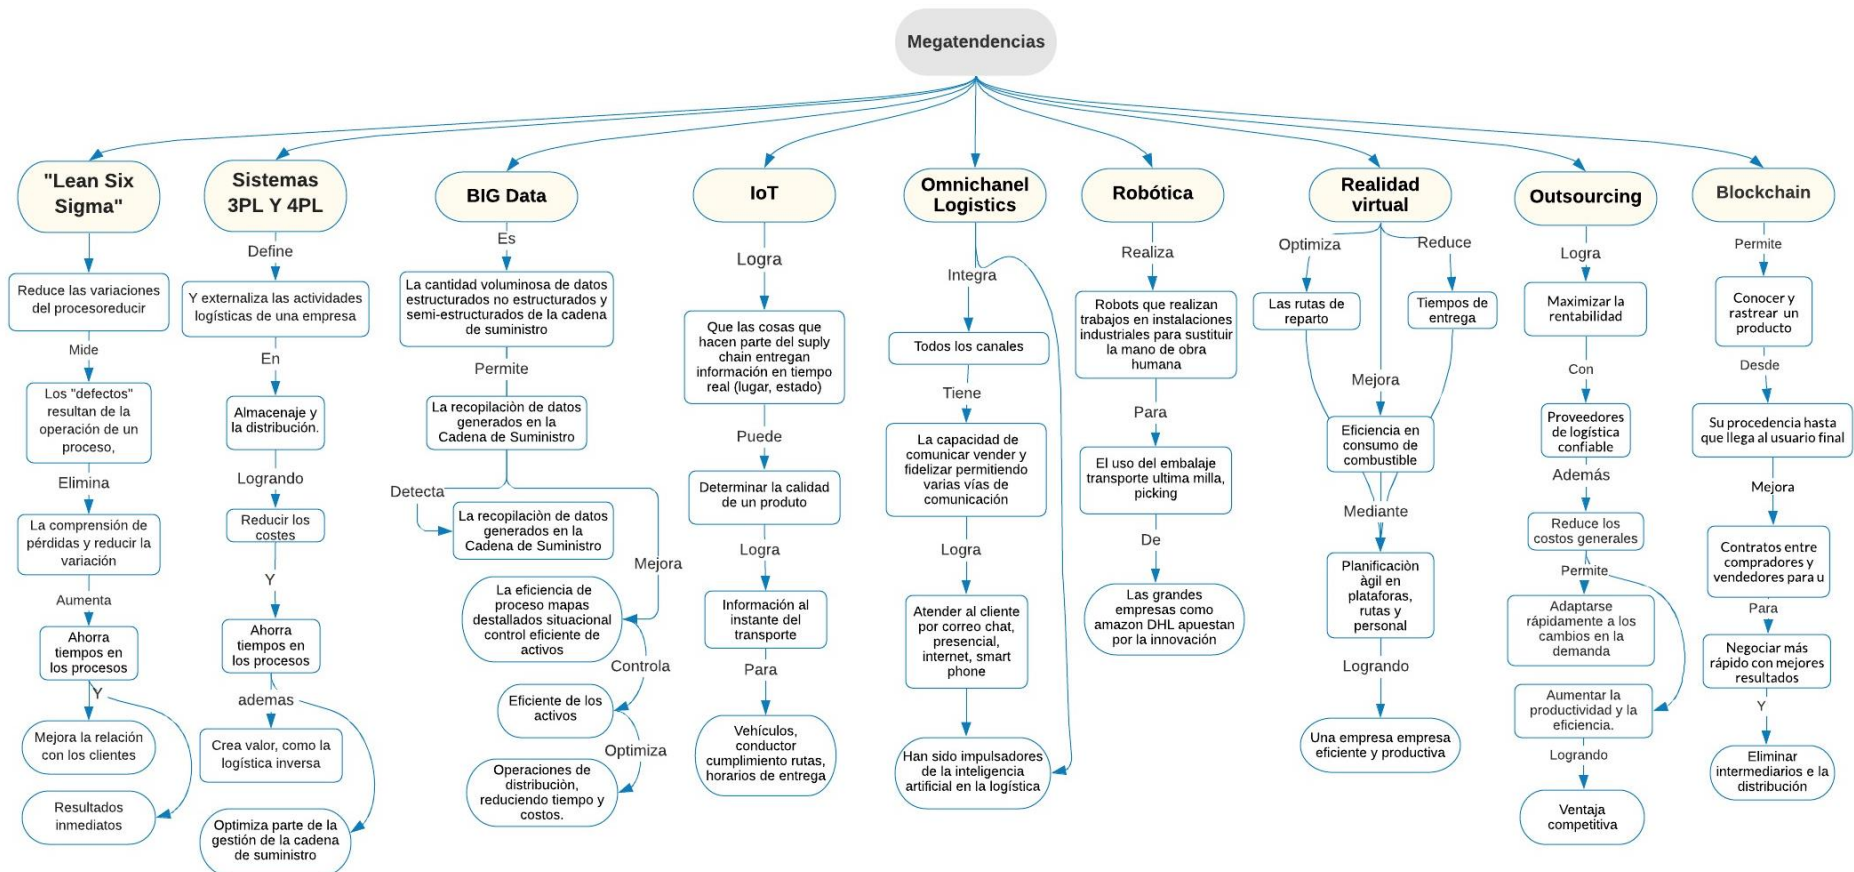 Megatendencias
"Lean Six
Sigma"
Reduce las variaciones
del procesoreducir
Mide
Los "defectos"
resultan de la
operación de un
proceso,
Elimina
La comprensión de
pérdidas y reducir la
variación
Aumenta
Ahorra
tiempos en
los procesos
Y
Mejora la relación
con los clientes
Resultados
inmediatos
Sistemas
3PL Y 4PL
Define
Y externaliza las actividades
logísticas de una empresa
En
Almacenaje y
la distribución.
Logrando
Reducir los
costes
Y
Ahorra
tiempos en
los procesos
ademas
Crea valor, como la
logística inversa
Optimiza parte de la
gestión de la cadena
de suministro
BIG Data
Es
La cantidad voluminosa de datos
estructurados no estructurados y
semi-estructurados de la cadena
de suministro
Permite
La recopilaciòn de datos
generados en la
Cadena de Suministro
Detecta
La recopilaciòn de datos
generados en la
Cadena de Suministro
Mejora
La eficiencia de
proceso mapas
destallados situacional
control eficiente de
activos
Controla
Eficiente de los
activos
Optimiza
Operaciones de
distribuciòn,
reduciendo tiempo y
costos.
IoT
Logra
Que las cosas que
hacen parte del suply
chain entregan
información en tiempo
real (lugar, estado)
Puede
Determinar la calidad
de un produto
Logra
Información al
instante del
transporte
Para
Vehículos,
conductor
cumplimiento rutas,
horarios de entrega
Omnichanel
Logistics
Integra
Todos los canales
Tiene
La capacidad de
comunicar vender y
fidelizar permitiendo
varias vías de
comunicación
Logra
Atender al cliente
por correo chat,
presencial,
internet, smart
phone
Han sido impulsadores
de la inteligencia
artificial en la logística
Robótica
Realiza
Robots que realizan
trabajos en instalaciones
industriales para sustituir
la mano de obra
humana
Para
El uso del embalaje
transporte ultima milla,
picking
De
Las grandes
empresas como
amazon DHL apuestan
por la innovación
Realidad
virtual
Optimiza
Las rutas de
reparto
Reduce
Tiempos de
entrega
Mejora
Eficiencia en
consumo de
combustible
Mediante
Planificaciòn
àgil en
plataforas,
rutas y
personal
Logrando
Una empresa empresa
eficiente y productiva
Outsourcing
Logra
Maximizar la
rentabilidad
Con
Proveedores
de logística
confiable
Además
Reduce los
costos generales
Permite
Adaptarse
rápidamente a los
cambios en la
demanda
Aumentar la
productividad y la
eficiencia.
Logrando
Ventaja
competitiva
Blockchain
Permite
Conocer y
rastrear un
producto
Desde
Su procedencia hasta
que llega al usuario final
Mejora
Contratos entre
compradores y
vendedores para u
Para
Negociar más
rápido con mejores
resultados
Y
Eliminar
intermediarios e la
distribución